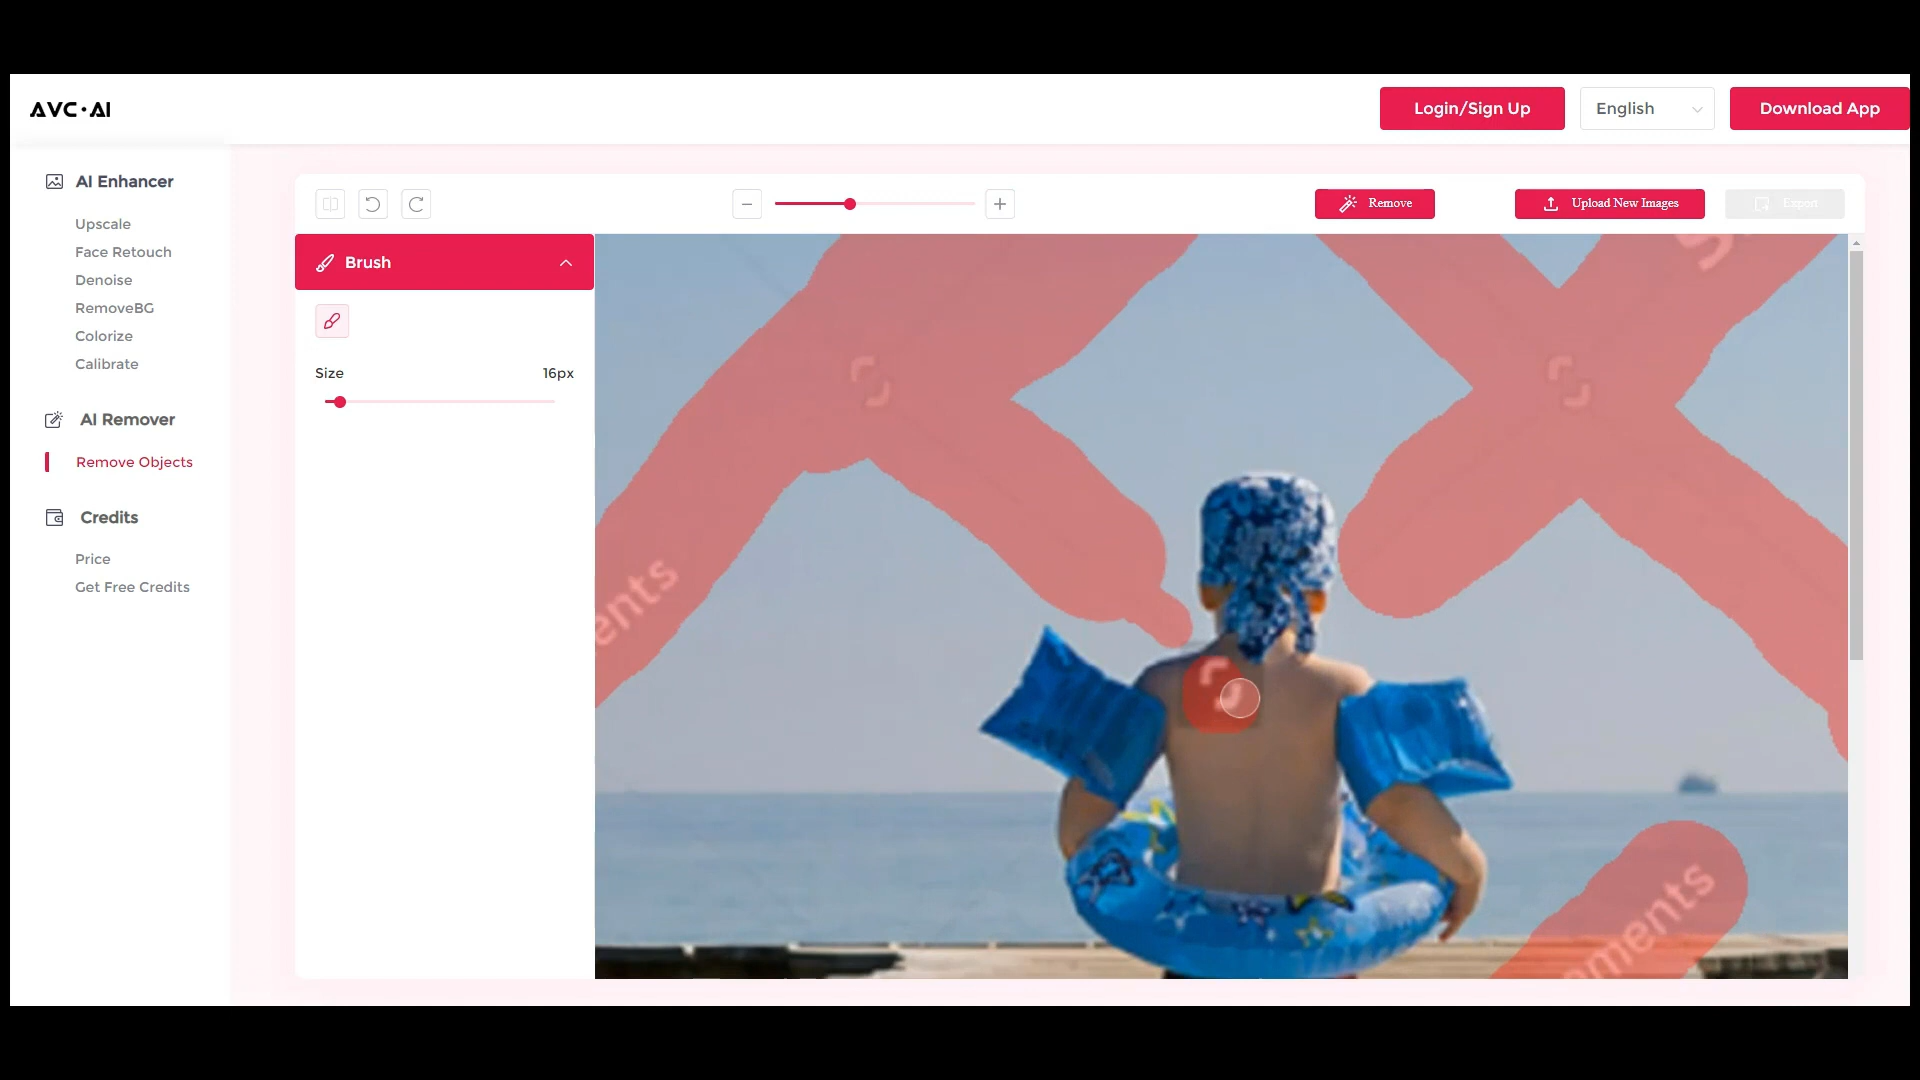 AVC.AI
Login/Sign Up
English
Download App
AI Enhancer
Upscale
Face Retouch
Denoise
RemoveBG
Colorize
Calibrate
AI Remover
Remove Objects
Credits
Price
Get Free Credits
Remove
Upload New Images
Export
Brush
Size
16px
ents
ments